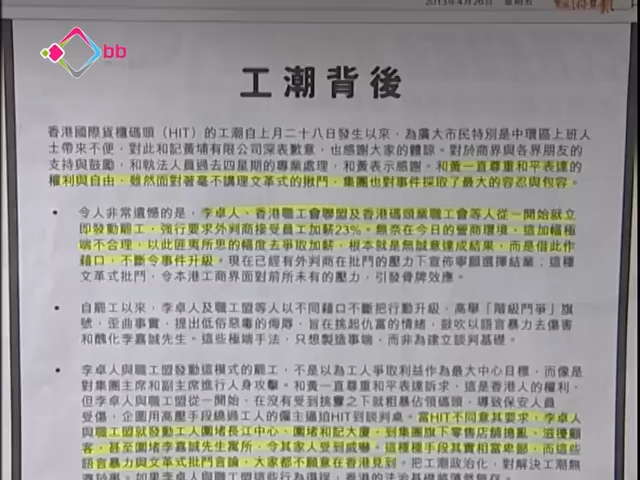 2013年4月26日 星期五
bb
工潮背後
香港國際貨櫃碼頭（HIT）的工潮自上月二十八日發生以來，為廣大市民特別是中環區上班人
士帶來不便，對此和記黃埔有限公司深表歉意，也感謝大家的體諒。對於商界與各界朋友的
支持與鼓勵，和執法人員過去四星期的專業處理，和黃表示感謝。和黃一直尊重和平表達的
權利與自由，雖然面對著毫不講理文革式的揪鬥，集團也對事件採取了最大的容忍與包容。
• 令人非常遺憾的是，李卓人、香港職工會聯盟及香港碼頭業職工會等人從一開始就立
即發動罷工，強行要求外判商接受員工加薪23%。無奈在今日的營商環境，這加幅極
端不合理，以此匪夷所思的幅度去爭取加薪，根本就是無誠意達成結果，而是借此作
藉口，不斷令事件升級。現在已經有外判商在批鬥的壓力下宣佈寧願選擇結業；這種
文革式批鬥，令本港工商界面對前所未有的壓力，引發骨牌效應。
• 自罷工以來，李卓人及職工盟等人以不同藉口不斷把行動升級，高舉「階級鬥爭」旗
號，歪曲事實，提出低俗惡毒的侮辱，旨在挑起仇富的情緒，鼓吹以語言暴力去傷害
和醜化李嘉誠先生。這些極端手法，只想製造事端，而非為建立談判基礎。
• 李卓人與職工盟發動這模式的罷工，不是以為工人爭取利益作為最大中心目標，而像是
對集團主席和副主席進行人身攻擊。和黃一直尊重和平表達訴求，這是香港人的權利，
但李卓人與職工盟從一開始、在沒有受到挑釁之下就粗暴佔領碼頭，導致保安人員
受傷，企圖用高壓手段繞過工人的僱主逼迫HIT到談判桌。當HIT不同意其要求，李卓人
與職工盟就發動工人圍堵長江中心、圍堵和記大廈、到集團旗下零售店舖搗亂、滋擾顧
客，甚至圍堵李嘉誠先生寓所，令其家人受到威嚇。這種種手段其實相當卑鄙，而這些
語言暴力與文革式批鬥言論，大家都不願意在香港見到。把工潮政治化，對解決工潮無